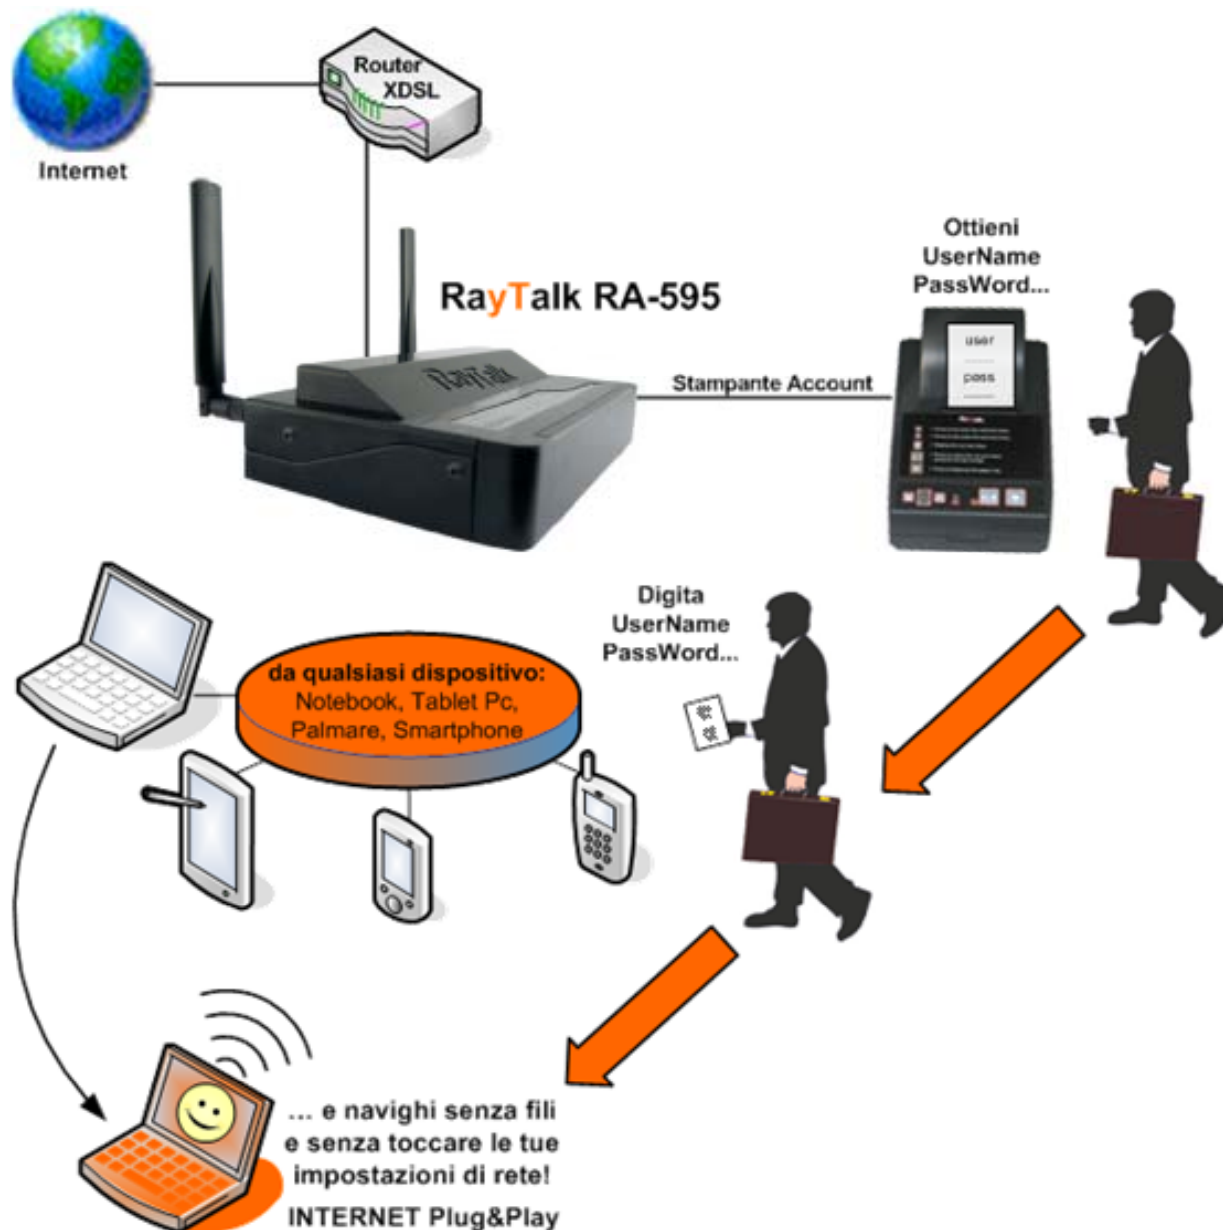 Router
XDSL
Internet
Ottieni
UserName
PassWord...
RayTalk RA-595
user
pass
RayTalk
Stampante Account
Digita
UserName
PassWord...
da qualsiasi dispositivo:
Notebook, Tablet Pc,
Palmare, Smartphone
... e navighi senza fili
e senza toccare le tue
impostazioni di rete!
INTERNET Plug&Play